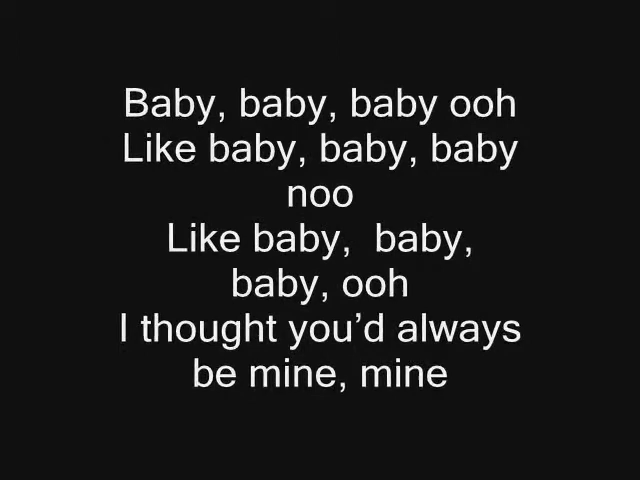 Baby, baby, baby ooh
Like baby, baby, baby
noo
Like baby,  baby,
baby, ooh
I thought you’d always
be mine, mine